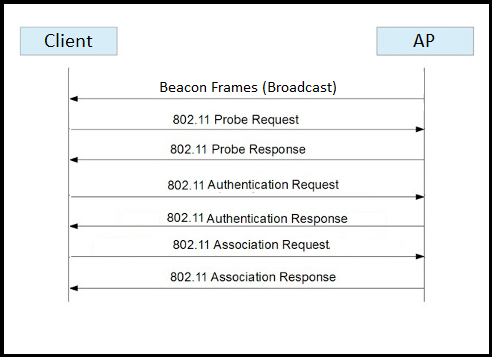 Client
AP
Beacon Frames (Broadcast)
802.11 Probe Request
802.11 Probe Response
802.11 Authentication Request
802.11 Authentication Response
802.11 Association Request
802.11 Association Response